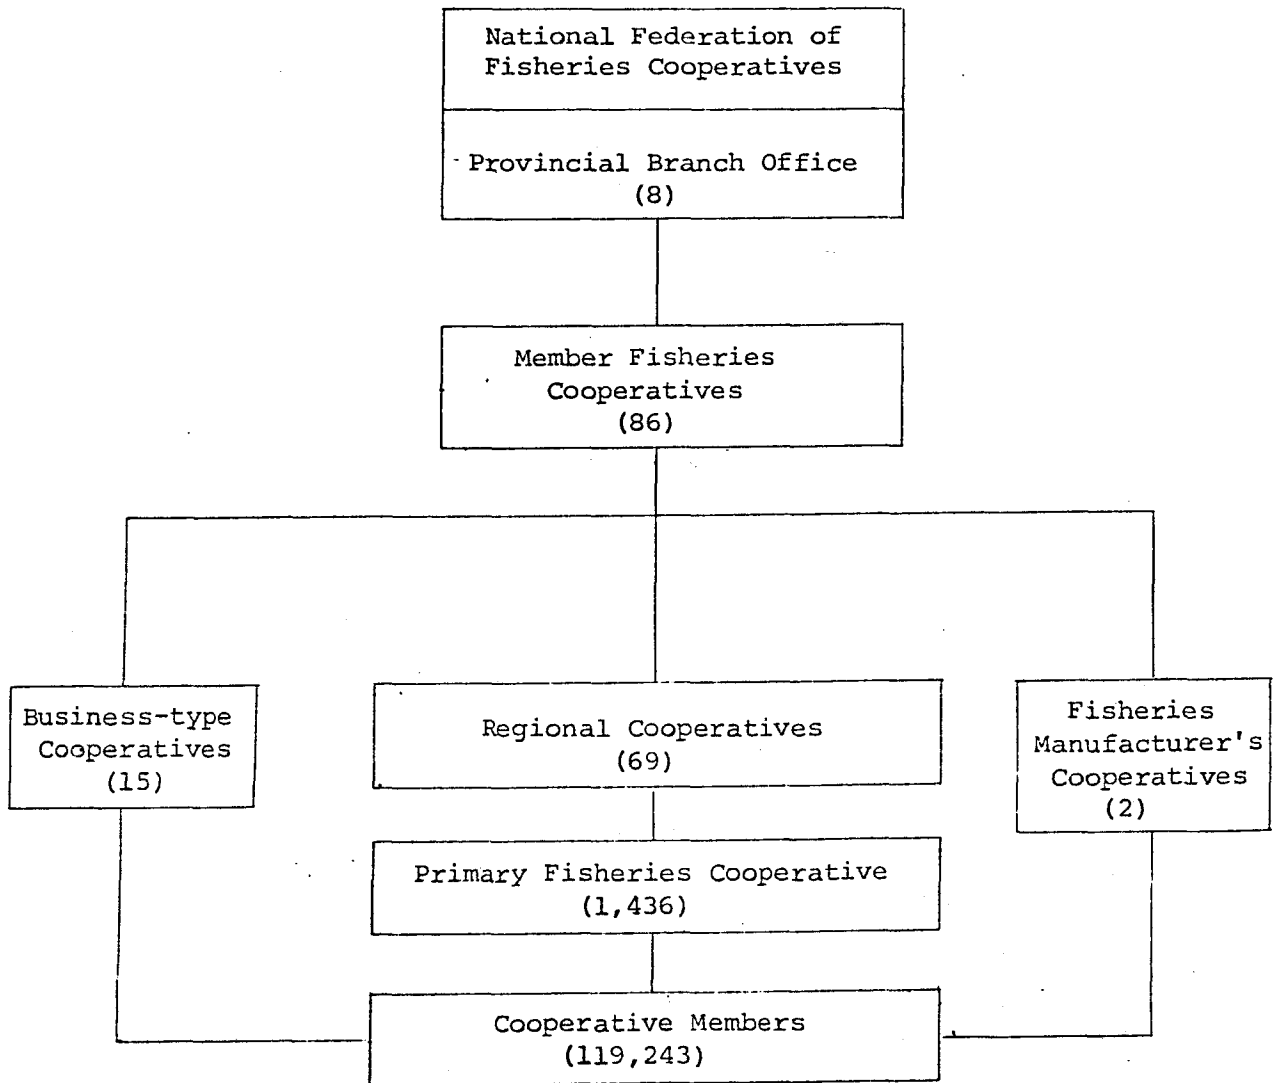 National Federation of
Fisheries Cooperatives
Provincial Branch Office
(8)
Member Fisheries
Cooperatives
(86)
Business-type
Cooperatives
(15)
Regional Cooperatives
(69)
Fisheries
Manufacturer's
Cooperatives
(2)
Primary Fisheries Cooperative
(1,436)
Cooperative Members
(119,243)